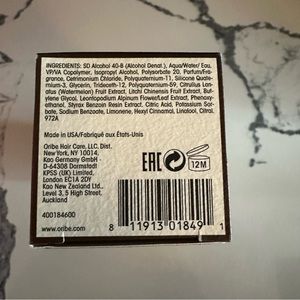 INGREDIENTS: SD Alcohol 40-B (Alcohol Denat.), Aqua/Water/ Eau,
VP/VA Copolymer, Isopropyl Alcohol, Polysorbate 20, Parfum/Fra-
grance, Cetrimonium Chloride, Polyquaternium-11, Silicone Quate-
rnium-3, Glycerin, Trideceth-12, Polyquaternium-59, Citrullus Lan-
atus (Watermelon) Fruit Extract, Litchi Chinensis Fruit Extract, But-
ylene Glycol, Leontopodium Alpinum Flower/Leaf Extract, Phenoxy-
ethanol, Styrax Benzoin Resin Extract, Citric Acid, Potassium Sor-
bate, Sodium Benzoate, Limonene, Hexyl Cinnamal, Linalool, Citral.
972A
Made in USA/Fabriqué aux États-Unis
Oribe Hair Care, LLC. Dist.
New York, NY 10014,
Kao Germany GmbH
D-64308 Darmstadt
KPSS (UK) Limited,
London EC1A 2DY
Kao New Zealand Ltd.,
Level 3, 5 High Street,
Auckland
400184600
www.oribe.com
EAC
12M
8 11913 01849 1